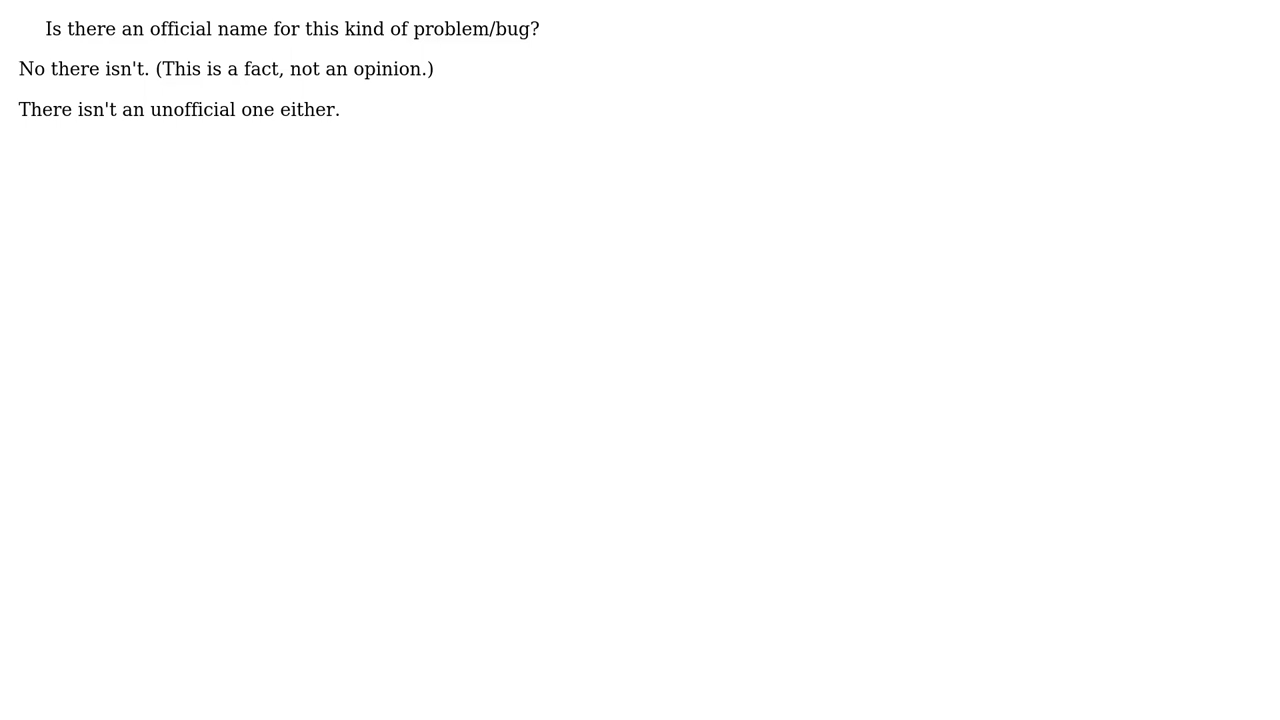 Is there an official name for this kind of problem/bug?
No there isn't. (This is a fact, not an opinion.)
There isn't an unofficial one either.